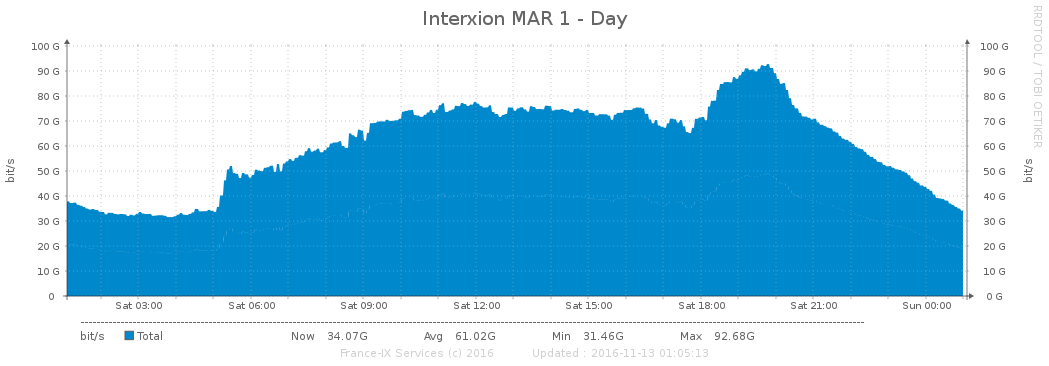 Interxion MAR 1 - Day
RRDTOOL / TOBI OETIKER
bit/s
100 G
90 G
80 G
70 G
60 G
50 G
40 G
30 G
20 G
10 G
0
100 G
90 G
80 G
70 G
60 G
50 G
40 G
30 G
20 G
10 G
0 G
bit/s
Sat 03:00 Sat 06:00 Sat 09:00 Sat 12:00 Sat 15:00 Sat 18:00 Sat 21:00 Sun 00:00
bit/s Total Now 34.07G Avg 61.02G Min 31.46G Max 92.68G
France-IX Services (c) 2016 Updated : 2016-11-13 01:05:13